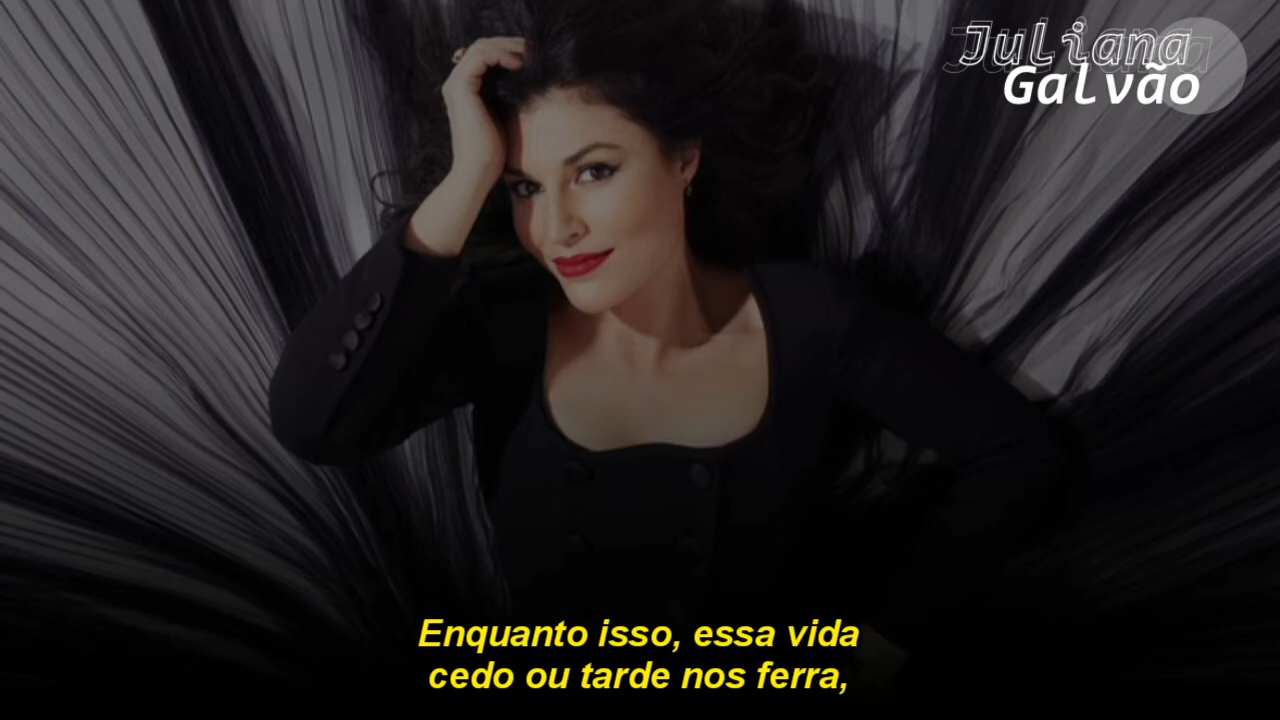 Juliana
Galvão
Enquanto isso, essa vida
cedo ou tarde nos ferra,